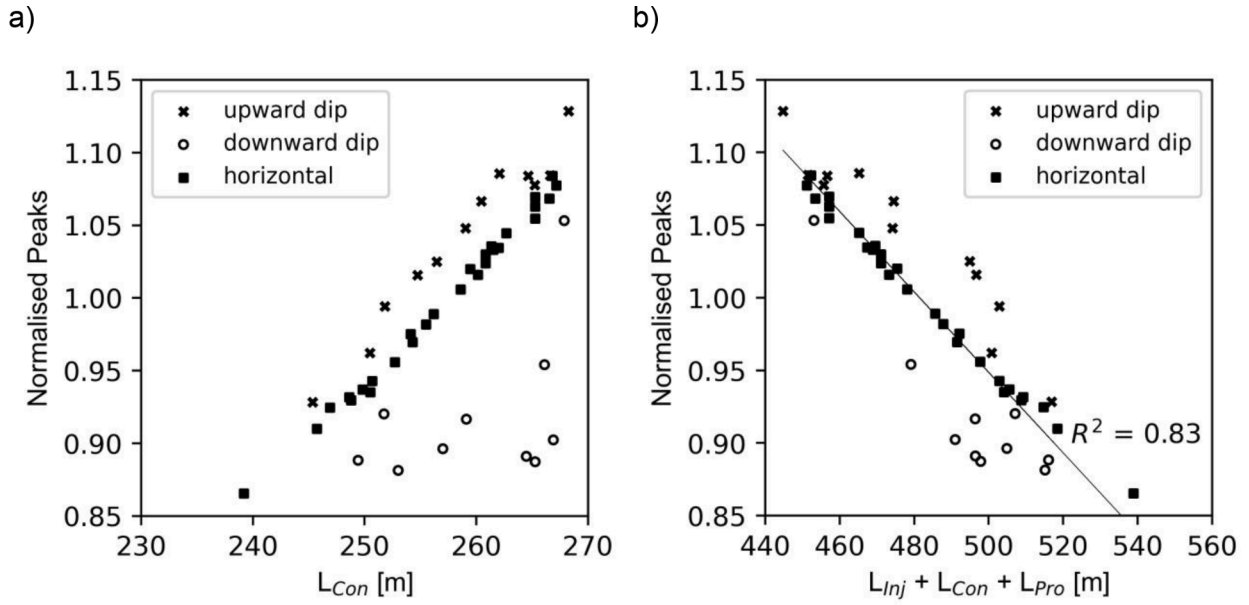 a)
1.15
1.10
1.05
1.00
0.95
0.90
0.85
Normalised Peaks
upward dip
downward dip
horizontal
230 240 250 260 270
L_Con [m]
b)
1.15
1.10
1.05
1.00
0.95
0.90
0.85
Normalised Peaks
upward dip
downward dip
horizontal
R² = 0.83
440 460 480 500 520 540 560
L_Inj + L_Con + L_Pro [m]